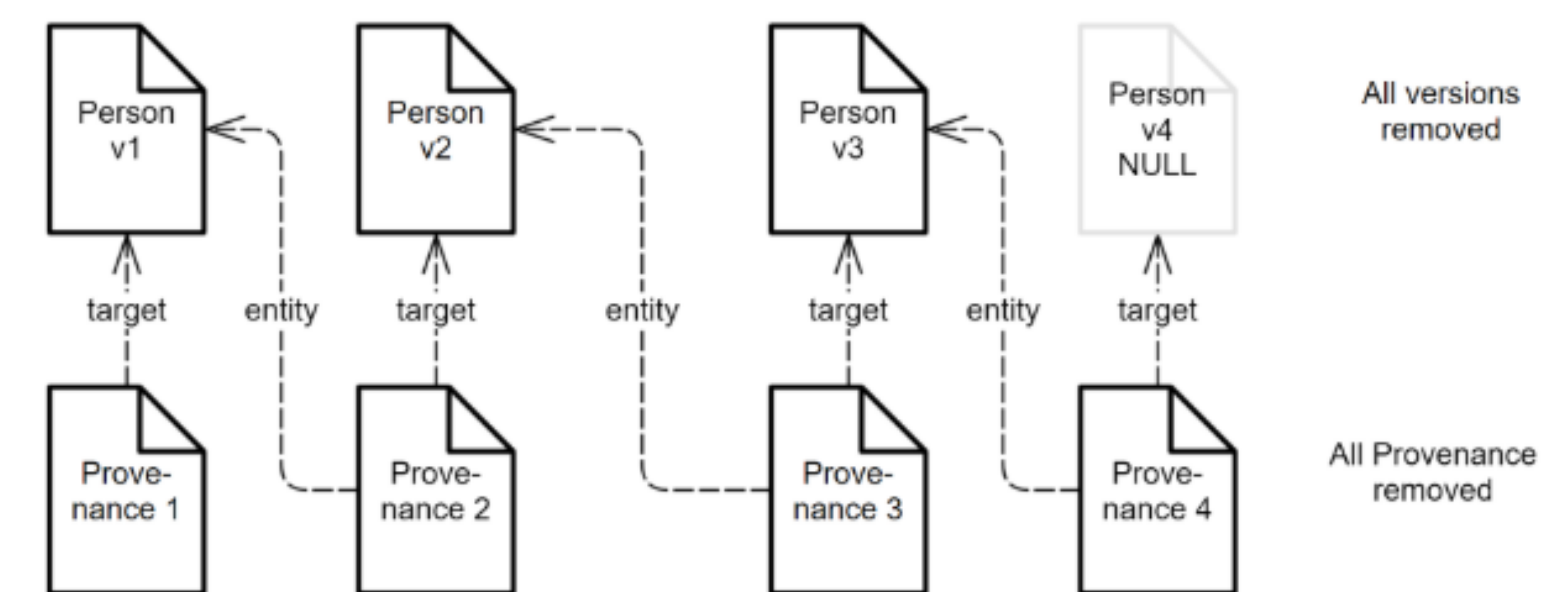 Person
v1
Person
v2
Person
v3
Person
v4
NULL
All versions
removed
target
entity
target
entity
target
entity
target
Prove-
nance 1
Prove-
nance 2
Prove-
nance 3
Prove-
nance 4
All Provenance
removed